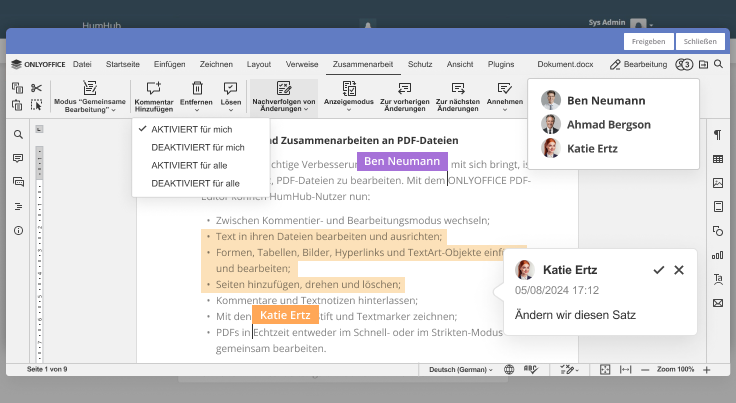 HumHub
Sys Admin
Freigeben
Schließen
ONLYOFFICE
Datei
Startseite
Einfügen
Zeichnen
Layout
Verweise
Zusammenarbeit
Schutz
Ansicht
Plugins
Dokument.docx
Bearbeitung
3
Modus "Gemeinsame Bearbeitung"
Kommentar Hinzufügen
Entfernen
Lösen
Nachverfolgen von Änderungen
Anzeigemodus
Zur vorherigen Änderungen
Zur nächsten Änderungen
Annehmen
Ben Neumann
Ahmad Bergson
Katie Ertz
AKTIVIERT für mich
DEAKTIVIERT für mich
AKTIVIERT für alle
DEAKTIVIERT für alle
nd Zusammenarbeiten an PDF-Dateien
chtige Verbesserun
Ben Neumann
mit sich bringt, is
, PDF-Dateien zu bearbeiten. Mit dem ONLYOFFICE PDF-
Editor können HumHub-Nutzer nun:
• Zwischen Kommentier- und Bearbeitungsmodus wechseln;
• Text in ihren Dateien bearbeiten und ausrichten;
• Formen, Tabellen, Bilder, Hyperlinks und TextArt-Objekte einfü
und bearbeiten;
• Seiten hinzufügen, drehen und löschen;
• Kommentare und Textnotizen hinterlassen;
• Mit den
Katie Ertz
tift und Textmarker zeichnen;
• PDFs in Echtzeit entweder im Schnell- oder im Strikten-Modus
gemeinsam bearbeiten.
Katie Ertz
05/08/2024 17:12
Ändern wir diesen Satz
Seite 1 von 9
Deutsch (German)
Zoom 100%